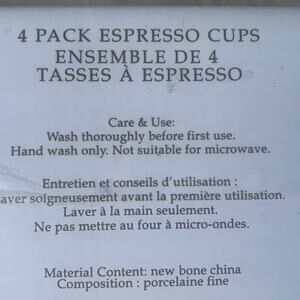 4 PACK ESPRESSO CUPS
ENSEMBLE DE 4
TASSES À ESPRESSO
Care & Use:
Wash thoroughly before first use.
Hand wash only. Not suitable for microwave.
Entretien et conseils d'utilisation :
aver soigneusement avant la première utilisation.
Laver à la main seulement.
Ne pas mettre au four à micro-ondes.
Material Content: new bone china
Composition : porcelaine fine